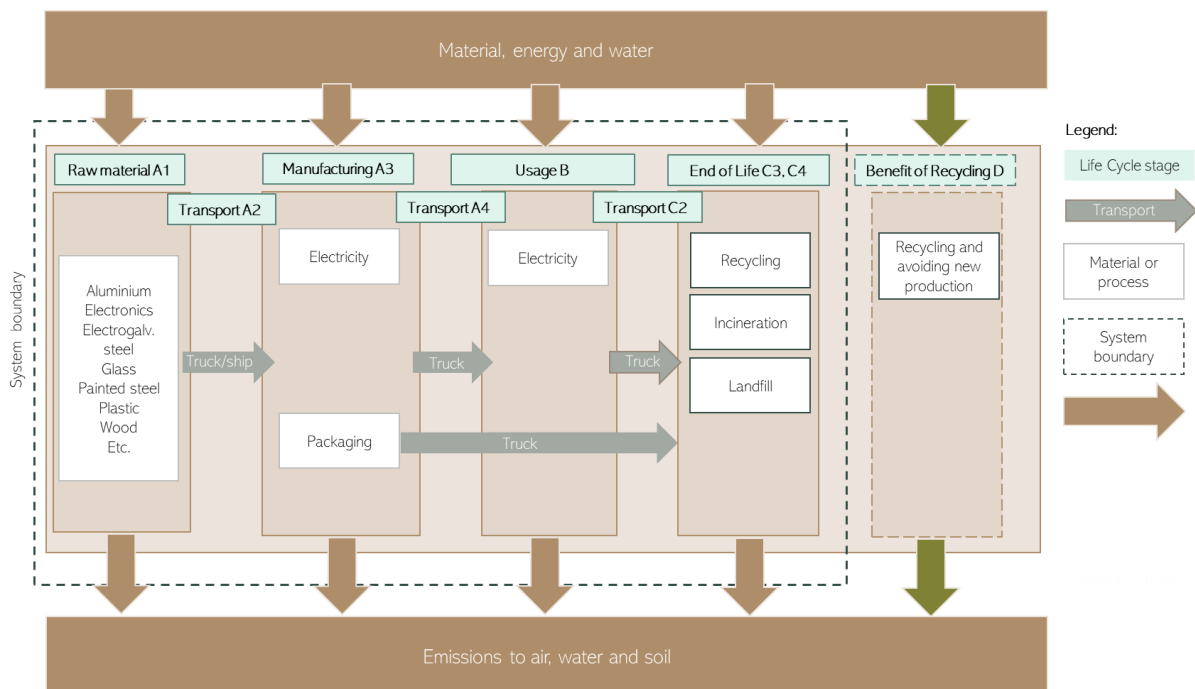 Material, energy and water
Legend:
Raw material A1
Manufacturing A3
Usage B
End of Life C3, C4
Benefit of Recycling D
Life Cycle stage
Transport A2
Transport A4
Transport C2
Transport
Electricity
Electricity
Recycling
Recycling and
avoiding new
production
Material or
process
Aluminium
Electronics
Electrogalv.
steel
Glass
Painted steel
Plastic
Wood
Etc.
Incineration
System
boundary
System boundary
Truck/ship
Truck
Truck
Landfill
Packaging
Truck
Emissions to air, water and soil